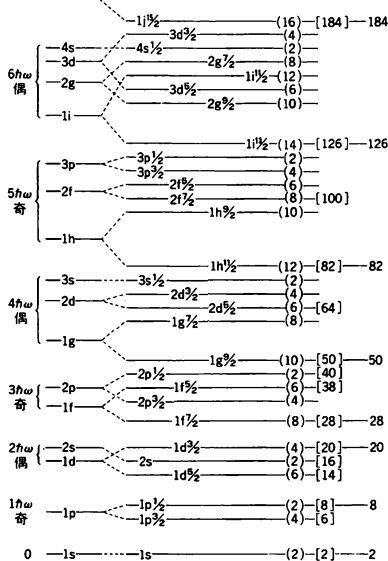 1j¹⁵⁄₂ (16) [184] 184
3d³⁄₂ (4)
4s 4s¹⁄₂ (2)
3d 2g⁷⁄₂ (8)
6ħω 1i¹¹⁄₂ (12)
偶 2g 3d⁵⁄₂ (6)
2g⁹⁄₂ (10)
1i
1i¹³⁄₂ (14) [126] 126
3p 3p¹⁄₂ (2)
3p³⁄₂ (4)
5ħω 2f 2f⁵⁄₂ (6)
奇 2f⁷⁄₂ (8) [100]
1h⁹⁄₂ (10)
1h
1h¹¹⁄₂ (12) [82] 82
3s 3s¹⁄₂ (2)
4ħω 2d 2d³⁄₂ (4)
偶 2d⁵⁄₂ (6) [64]
1g⁷⁄₂ (8)
1g
1g⁹⁄₂ (10) [50] 50
3ħω 2p 2p¹⁄₂ (2) [40]
奇 1f⁵⁄₂ (6) [38]
1f 2p³⁄₂ (4)
1f⁷⁄₂ (8) [28] 28
2ħω 2s 1d³⁄₂ (4) [20] 20
偶 1d 2s (2) [16]
1d⁵⁄₂ (6) [14]
1ħω 1p 1p¹⁄₂ (2) [8] 8
奇 1p³⁄₂ (4) [6]
0 1s 1s (2) [2] 2